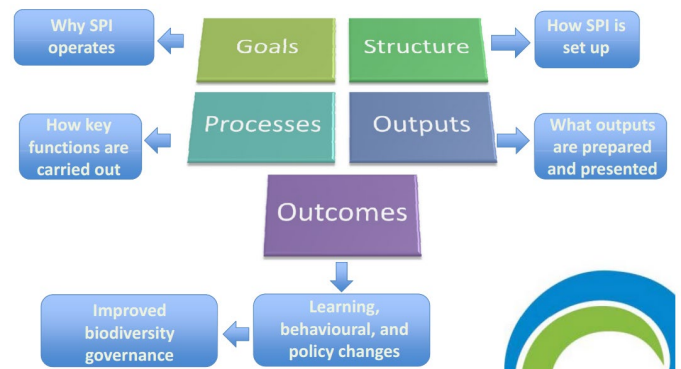 Why SPI
operates
Goals
Structure
How SPI is
set up
How key
functions are
carried out
Processes
Outputs
What outputs
are prepared
and presented
Outcomes
Improved
biodiversity
governance
Learning,
behavioural, and
policy changes